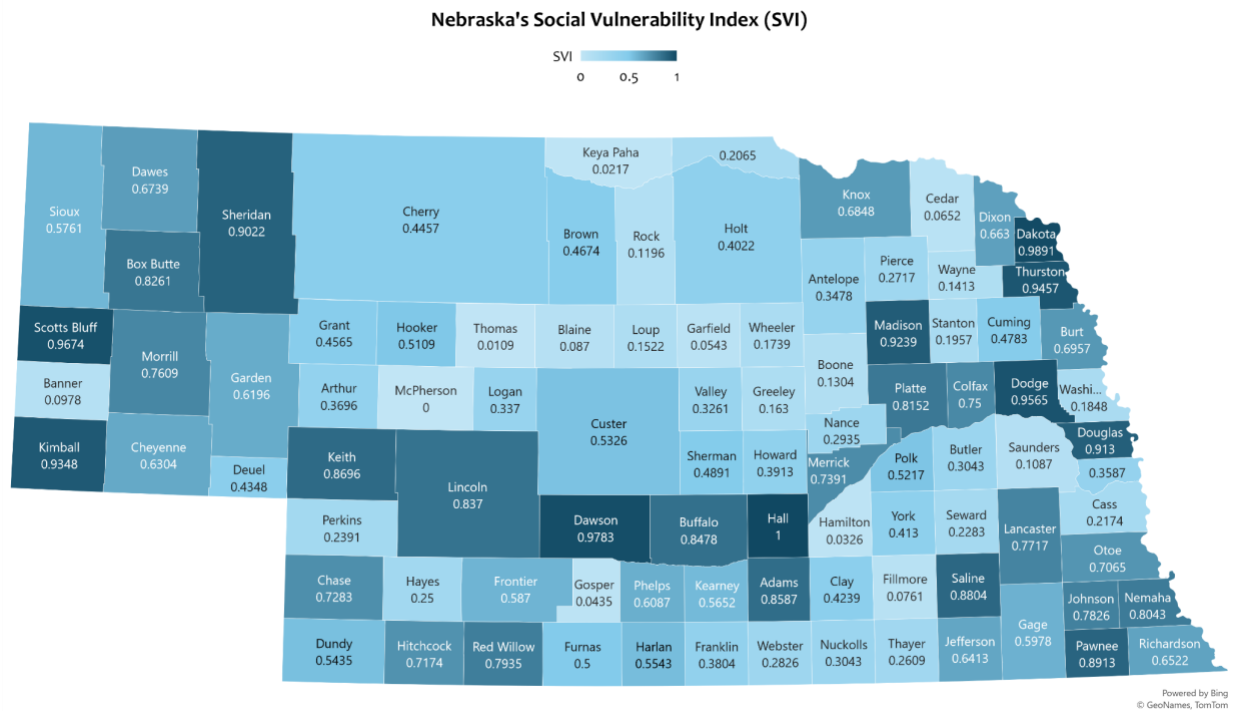 Nebraska's Social Vulnerability Index (SVI)
SVI
0 0.5 1
Keya Paha
0.0217
0.2065
Dawes
0.6739
Sioux
0.5761
Sheridan
0.9022
Cherry
0.4457
Brown
0.4674
Rock
0.1196
Holt
0.4022
Knox
0.6848
Cedar
0.0652
Dixon
0.663
Dakota
0.9891
Box Butte
0.8261
Antelope
0.3478
Pierce
0.2717
Wayne
0.1413
Thurston
0.9457
Scotts Bluff
0.9674
Morrill
0.7609
Garden
0.6196
Grant
0.4565
Hooker
0.5109
Thomas
0.0109
Blaine
0.087
Loup
0.1522
Garfield
0.0543
Wheeler
0.1739
Madison
0.9239
Stanton
0.1957
Cuming
0.4783
Burt
0.6957
Banner
0.0978
Arthur
0.3696
McPherson
0
Logan
0.337
Custer
0.5326
Valley
0.3261
Greeley
0.163
Boone
0.1304
Platte
0.8152
Colfax
0.75
Dodge
0.9565
Washi...
0.1848
Kimball
0.9348
Cheyenne
0.6304
Deuel
0.4348
Keith
0.8696
Lincoln
0.837
Sherman
0.4891
Howard
0.3913
Nance
0.2935
Merrick
0.7391
Polk
0.5217
Butler
0.3043
Saunders
0.1087
Douglas
0.913
0.3587
Perkins
0.2391
Dawson
0.9783
Buffalo
0.8478
Hall
1
Hamilton
0.0326
York
0.413
Seward
0.2283
Lancaster
0.7717
Cass
0.2174
Otoe
0.7065
Chase
0.7283
Hayes
0.25
Frontier
0.587
Gosper
0.0435
Phelps
0.6087
Kearney
0.5652
Adams
0.8587
Clay
0.4239
Fillmore
0.0761
Saline
0.8804
Gage
0.5978
Johnson
0.7826
Nemaha
0.8043
Dundy
0.5435
Hitchcock
0.7174
Red Willow
0.7935
Furnas
0.5
Harlan
0.5543
Franklin
0.3804
Webster
0.2826
Nuckolls
0.3043
Thayer
0.2609
Jefferson
0.6413
Pawnee
0.8913
Richardson
0.6522
Powered by Bing
© GeoNames, TomTom